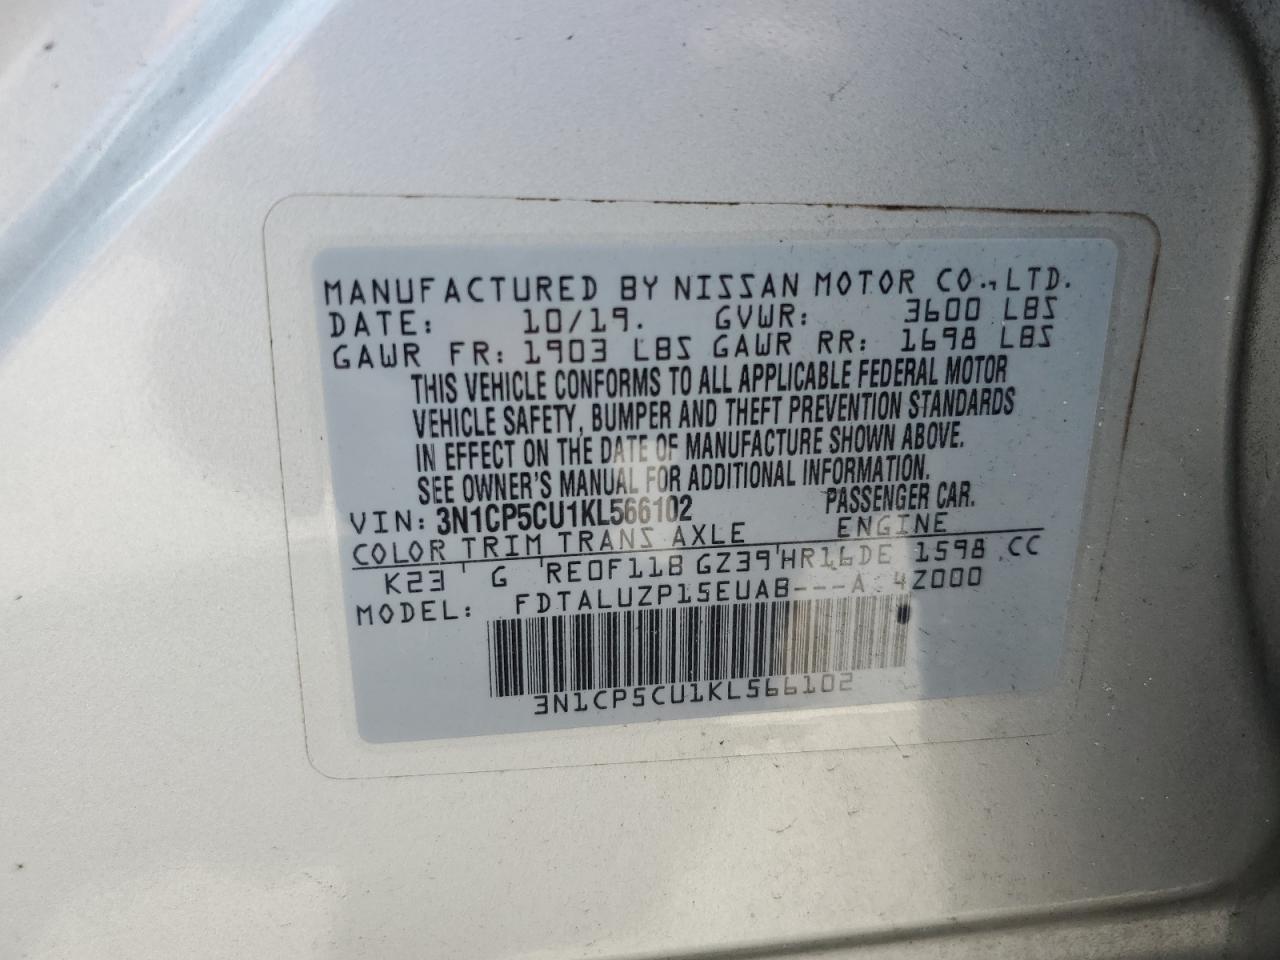 MANUFACTURED BY NISSAN MOTOR CO., LTD.
DATE: 10/19. GVWR: 3600 LBS
GAWR FR: 1903 LBS GAWR RR: 1698 LBS
THIS VEHICLE CONFORMS TO ALL APPLICABLE FEDERAL MOTOR
VEHICLE SAFETY, BUMPER AND THEFT PREVENTION STANDARDS
IN EFFECT ON THE DATE OF MANUFACTURE SHOWN ABOVE.
SEE OWNER'S MANUAL FOR ADDITIONAL INFORMATION.
VIN: 3N1CP5CU1KL566102 PASSENGER CAR.
COLOR TRIM TRANS AXLE ENGINE
K23 G RE0F11B GZ39 HR16DE 1598 CC
MODEL: FDTALUZP15EUAB---A 4Z000
3N1CP5CU1KL566102